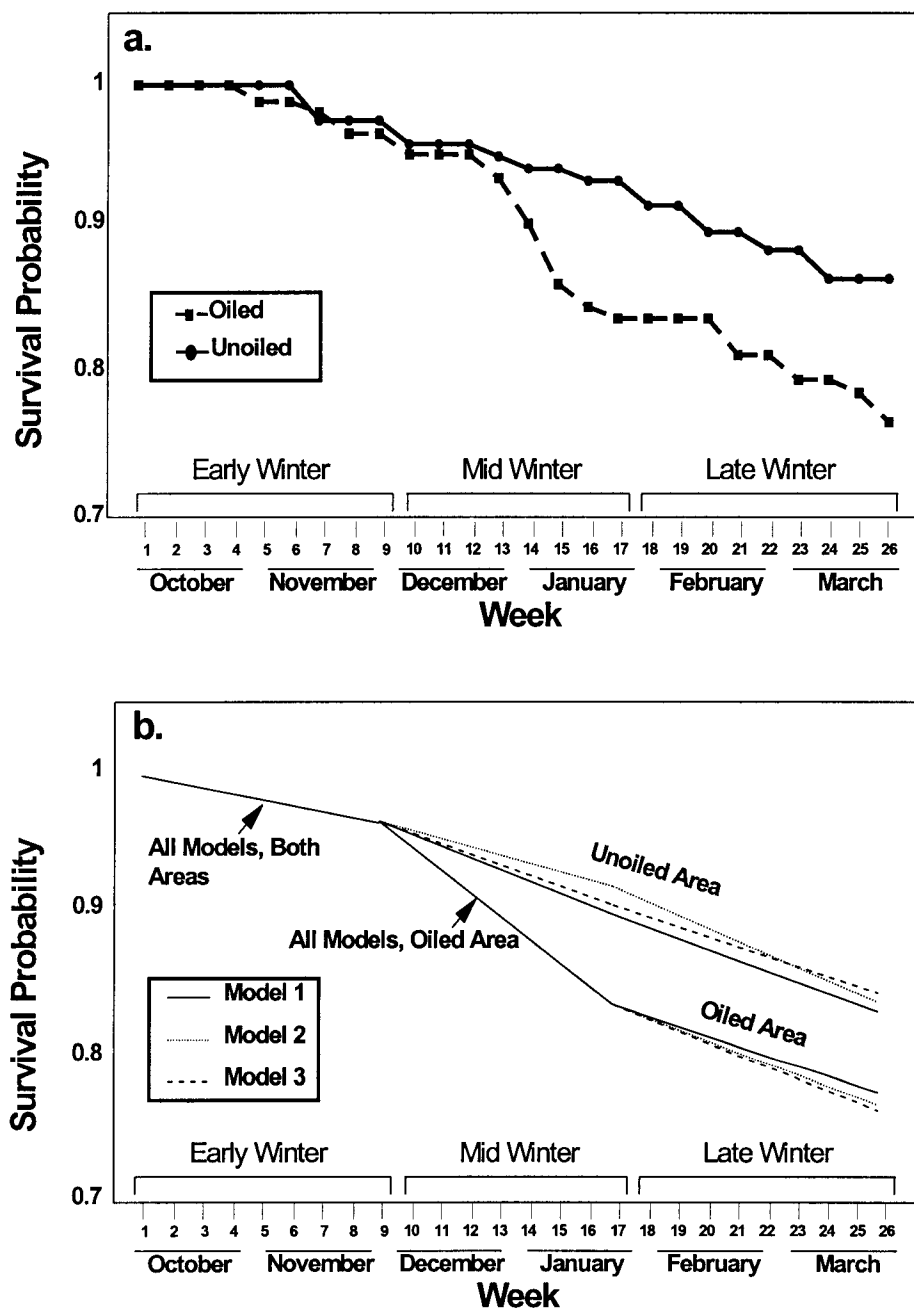 a.
1
0.9
0.8
0.7
Survival Probability
Oiled
Unoiled
Early Winter Mid Winter Late Winter
1 2 3 4 5 6 7 8 9 10 11 12 13 14 15 16 17 18 19 20 21 22 23 24 25 26
October November December January February March
Week
b.
1
0.9
0.8
0.7
Survival Probability
All Models, Both
Areas
Unoiled Area
All Models, Oiled Area
Oiled Area
Model 1
Model 2
Model 3
Early Winter Mid Winter Late Winter
1 2 3 4 5 6 7 8 9 10 11 12 13 14 15 16 17 18 19 20 21 22 23 24 25 26
October November December January February March
Week